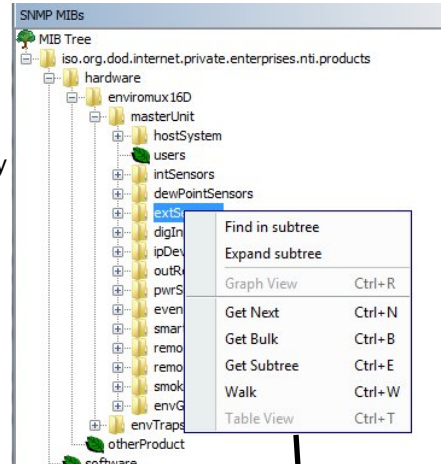 SNMP MIBs
MIB Tree
iso.org.dod.internet.private.enterprises.nti.products
hardware
enviromux16D
masterUnit
hostSystem
users
intSensors
dewPointSensors
extS
digIn
ipDev
outR
pwrS
even
smar
remo
remo
smok
envG
envTraps
otherProduct
software
Find in subtree
Expand subtree
Graph View Ctrl+R
Get Next Ctrl+N
Get Bulk Ctrl+B
Get Subtree Ctrl+E
Walk Ctrl+W
Table View Ctrl+T
y